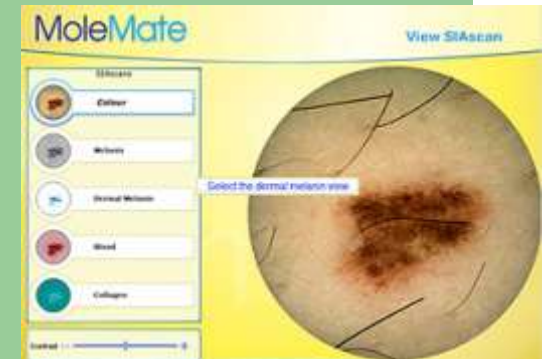 MoleMate
View SIAscan
SIAscans
Colour
Melanin
Dermal Melanin
Select the dermal melanin view
Blood
Collagen
Contrast